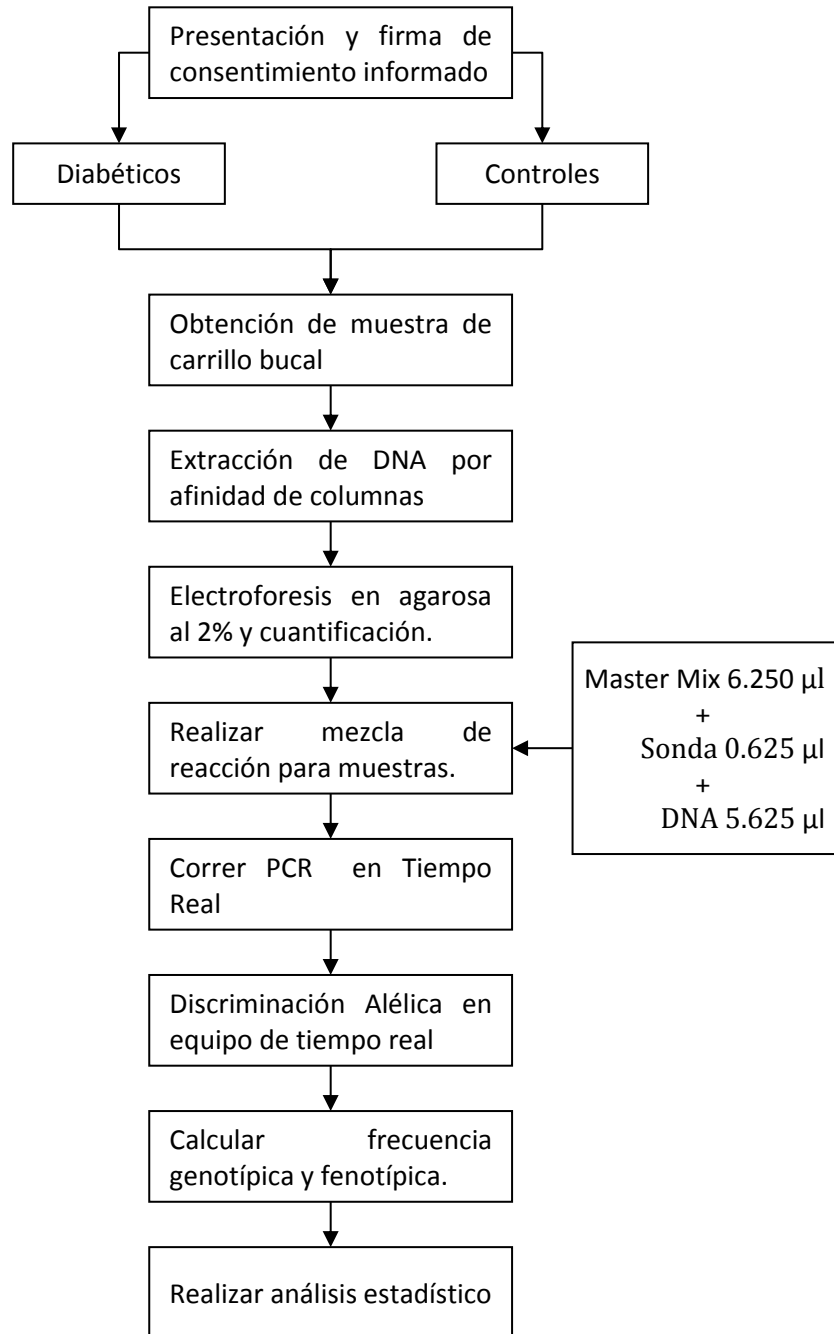 Presentación y firma de
consentimiento informado
Diabéticos
Controles
Obtención de muestra de
carrillo bucal
Extracción de DNA por
afinidad de columnas
Electroforesis en agarosa
al 2% y cuantificación.
Master Mix 6.250 µl
+
Sonda 0.625 µl
+
DNA 5.625 µl
Realizar mezcla de
reacción para muestras.
Correr PCR en Tiempo
Real
Discriminación Alélica en
equipo de tiempo real
Calcular frecuencia
genotípica y fenotípica.
Realizar análisis estadístico